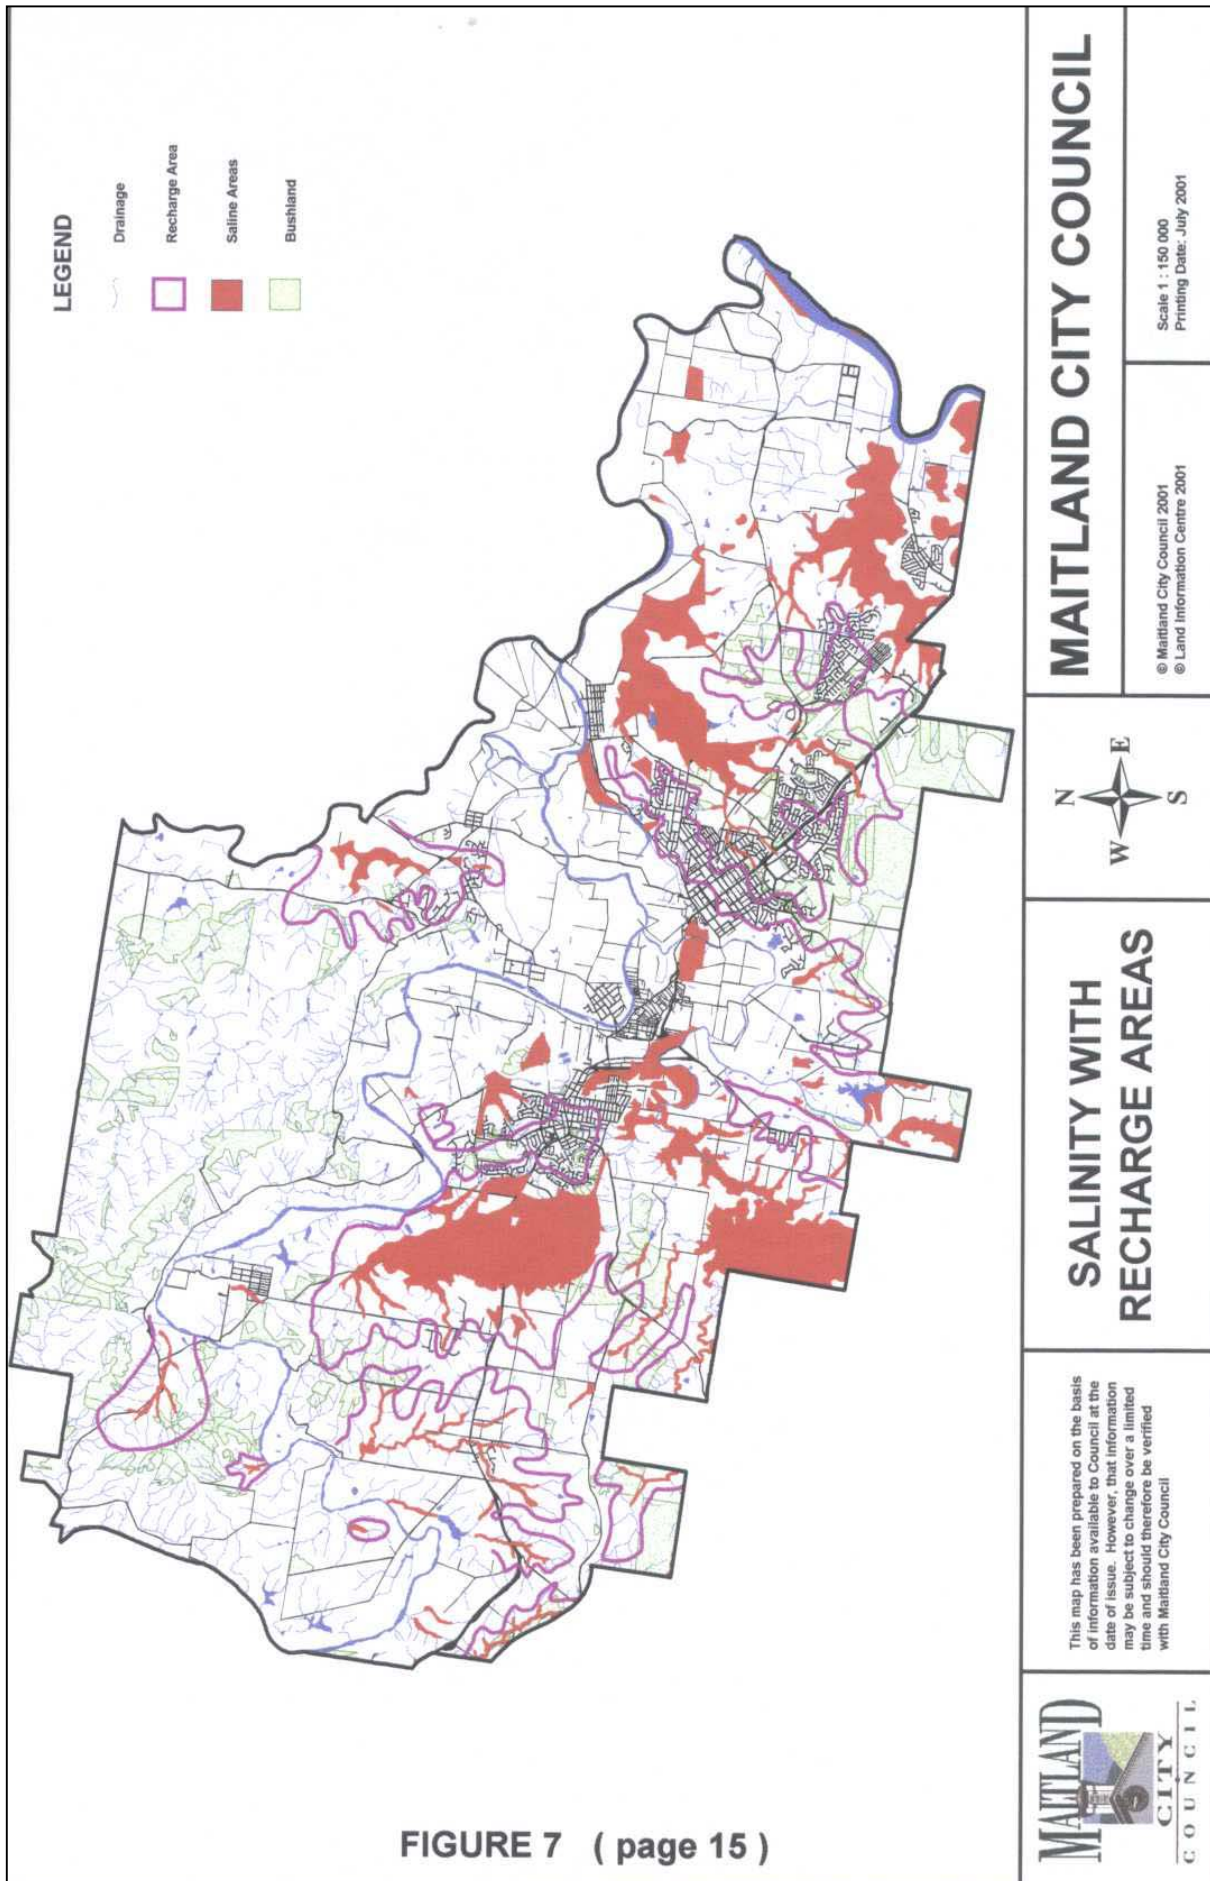 LEGEND
Drainage
Recharge Area
Saline Areas
Bushland
MAITLAND
CITY
COUNCIL
This map has been prepared on the basis
of information available to Council at the
date of issue. However, that information
may be subject to change over a limited
time and should therefore be verified
with Maitland City Council
SALINITY WITH
RECHARGE AREAS
N
W
E
S
MAITLAND CITY COUNCIL
© Maitland City Council 2001
© Land Information Centre 2001
Scale 1 : 150 000
Printing Date: July 2001
FIGURE 7 ( page 15 )